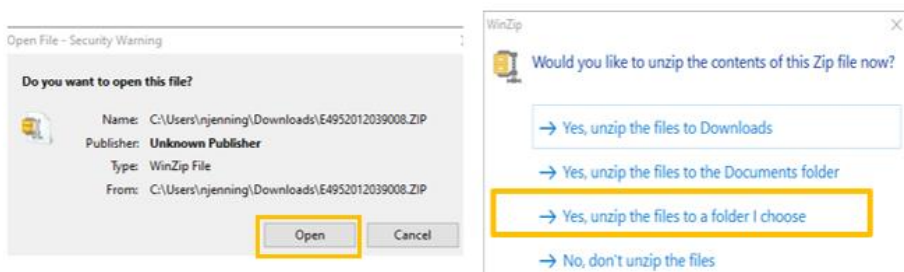 Open File - Security Warning
Do you want to open this file?
Name: C:\Users\njenning\Downloads\E4952012039008.ZIP
Publisher: Unknown Publisher
Type: WinZip File
From: C:\Users\njenning\Downloads\E4952012039008.ZIP
Open Cancel
WinZip
Would you like to unzip the contents of this Zip file now?
→ Yes, unzip the files to Downloads
→ Yes, unzip the files to the Documents folder
→ Yes, unzip the files to a folder I choose
→ No, don't unzip the files